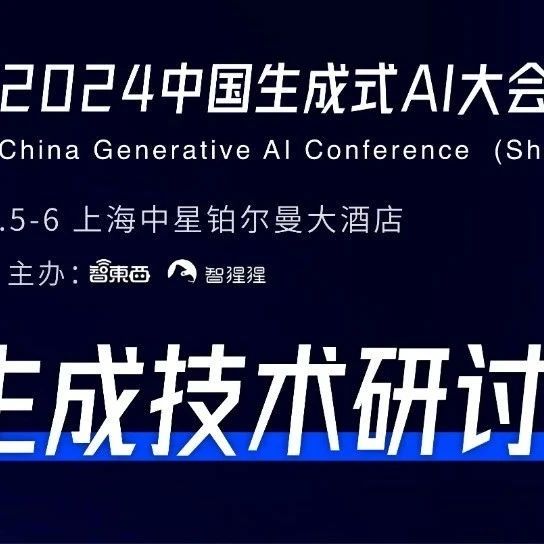 2024中国生成式AI大会
China Generative AI Conference (Sh
.5-6 上海中星铂尔曼大酒店
主办：智東西 智猩猩
生成技术研讨